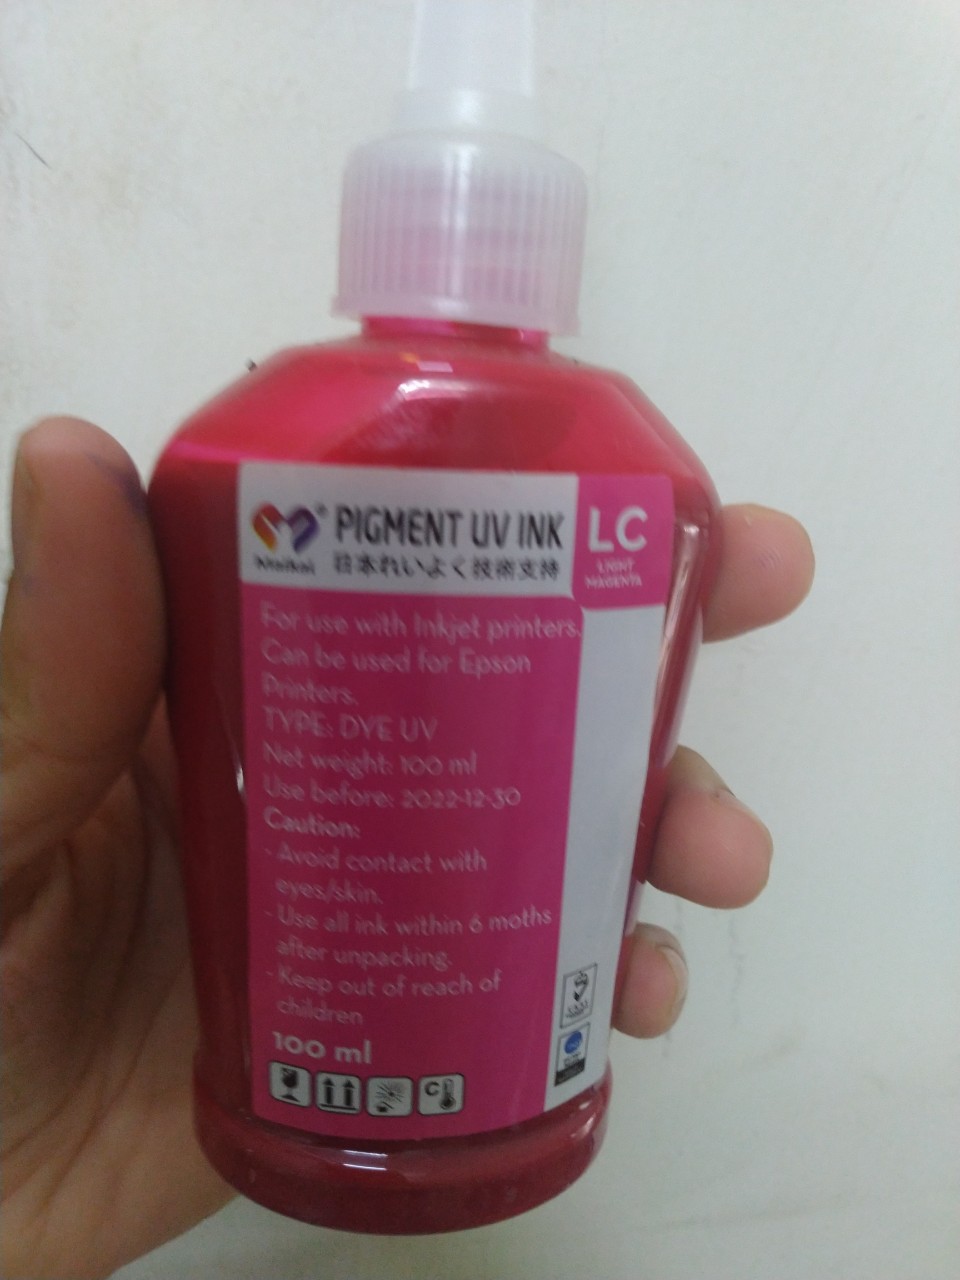 PIGMENT UV INK
日本れいよく技術支持
LC
LIGHT
MAGENTA
For use with Inkjet printers.
Can be used for Epson
Printers.
TYPE: DYE UV
Net weight: 100 ml
Use before: 2022-12-30
Caution:
- Avoid contact with
eyes/skin.
- Use all ink within 6 moths
after unpacking.
- Keep out of reach of
children
100 ml
C